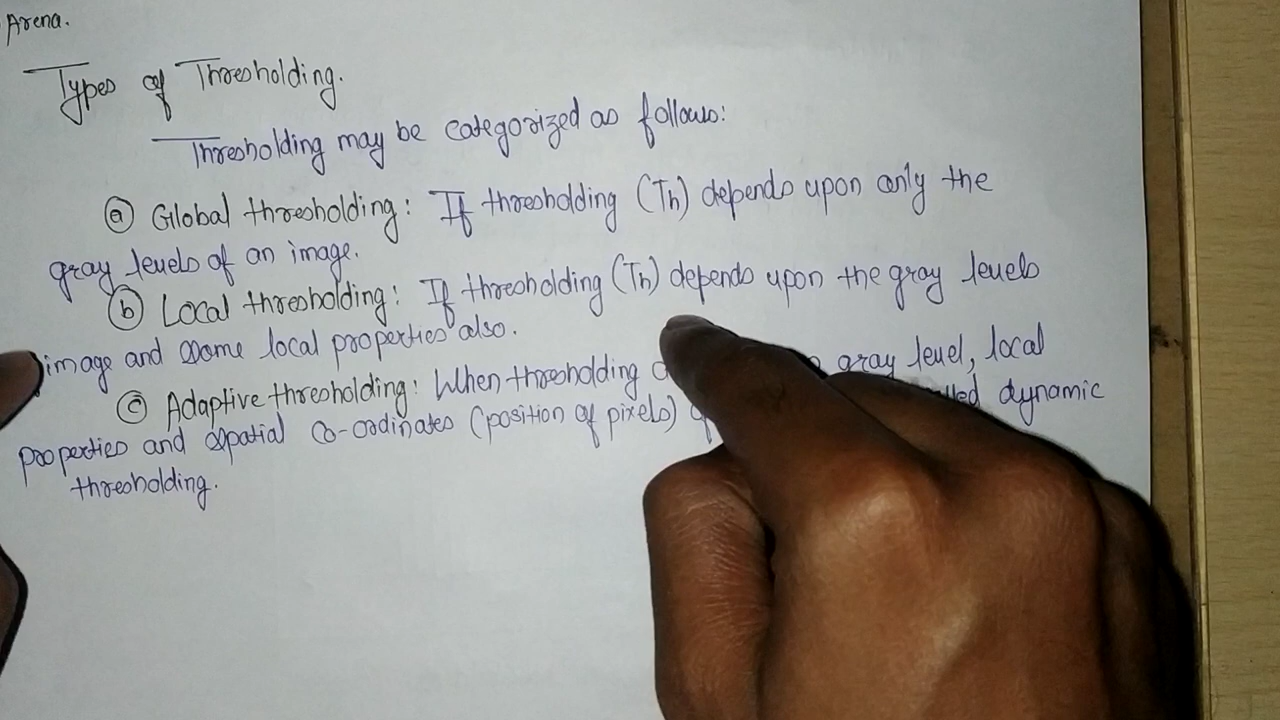 Arena.
Types of Thresholding.
Thresholding may be categorized as follows:
(a) Global thresholding: If thresholding (Th) depends upon only the
gray levels of an image.
(b) Local thresholding: If thresholding (Th) depends upon the gray levels
image and some local properties also.
(c) Adaptive thresholding: When thresholding gray level, local
properties and spatial co-ordinates (position of pixels) dynamic
thresholding.